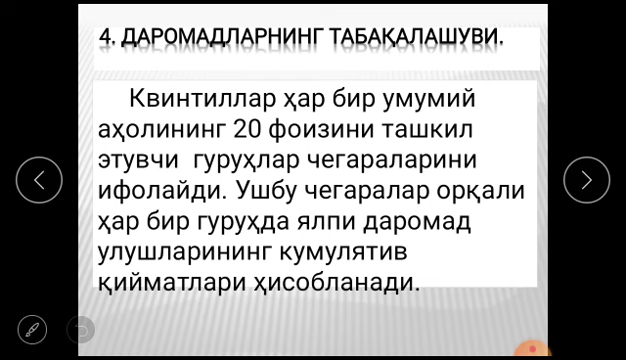 4. ДАРОМАДЛАРНИНГ ТАБАҚАЛАШУВИ.
Квинтиллар ҳар бир умумий
аҳолининг 20 фоизини ташкил
этувчи гуруҳлар чегараларини
ифолайди. Ушбу чегаралар орқали
ҳар бир гуруҳда ялпи даромад
улушларининг кумулятив
қийматлари ҳисобланади.